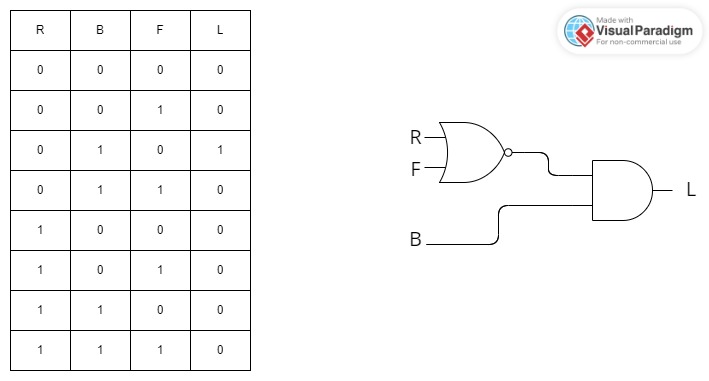 R B F L
0 0 0 0
0 0 1 0
0 1 0 1
0 1 1 0
1 0 0 0
1 0 1 0
1 1 0 0
1 1 1 0
Made with
Visual Paradigm
For non-commercial use
R
F
B
L